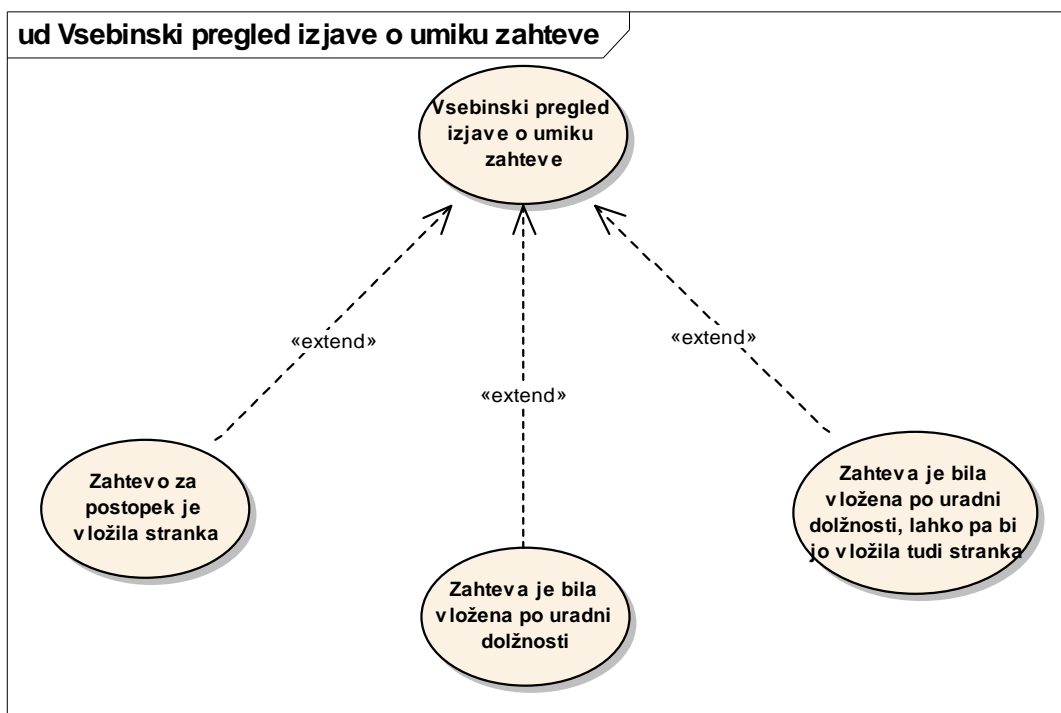 ud Vsebinski pregled izjave o umiku zahteve
Vsebinski pregled
izjave o umiku
zahteve
«extend»
«extend»
«extend»
Zahtevo za
postopek je
vložila stranka
Zahteva je bila
vložena po uradni
dolžnosti
Zahteva je bila
vložena po uradni
dolžnosti, lahko pa bi
jo vložila tudi stranka